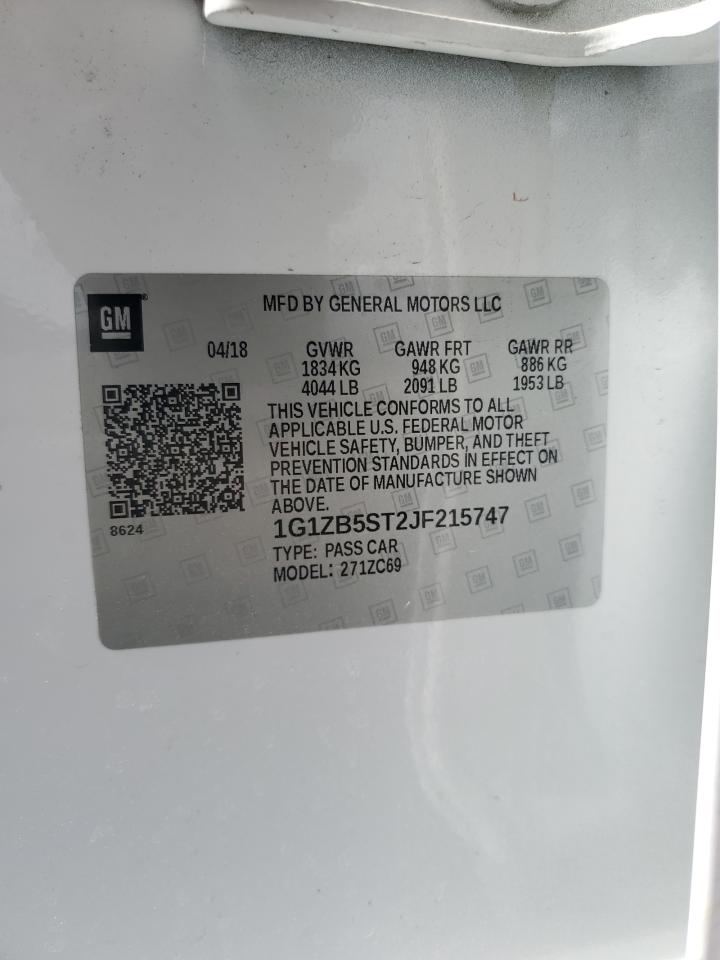 GM®
MFD BY GENERAL MOTORS LLC
04/18 GVWR GAWR FRT GAWR RR
1834 KG 948 KG 886 KG
4044 LB 2091 LB 1953 LB
THIS VEHICLE CONFORMS TO ALL
APPLICABLE U.S. FEDERAL MOTOR
VEHICLE SAFETY, BUMPER, AND THEFT
PREVENTION STANDARDS IN EFFECT ON
THE DATE OF MANUFACTURE SHOWN
ABOVE.
8624
1G1ZB5ST2JF215747
TYPE: PASS CAR
MODEL: 271ZC69